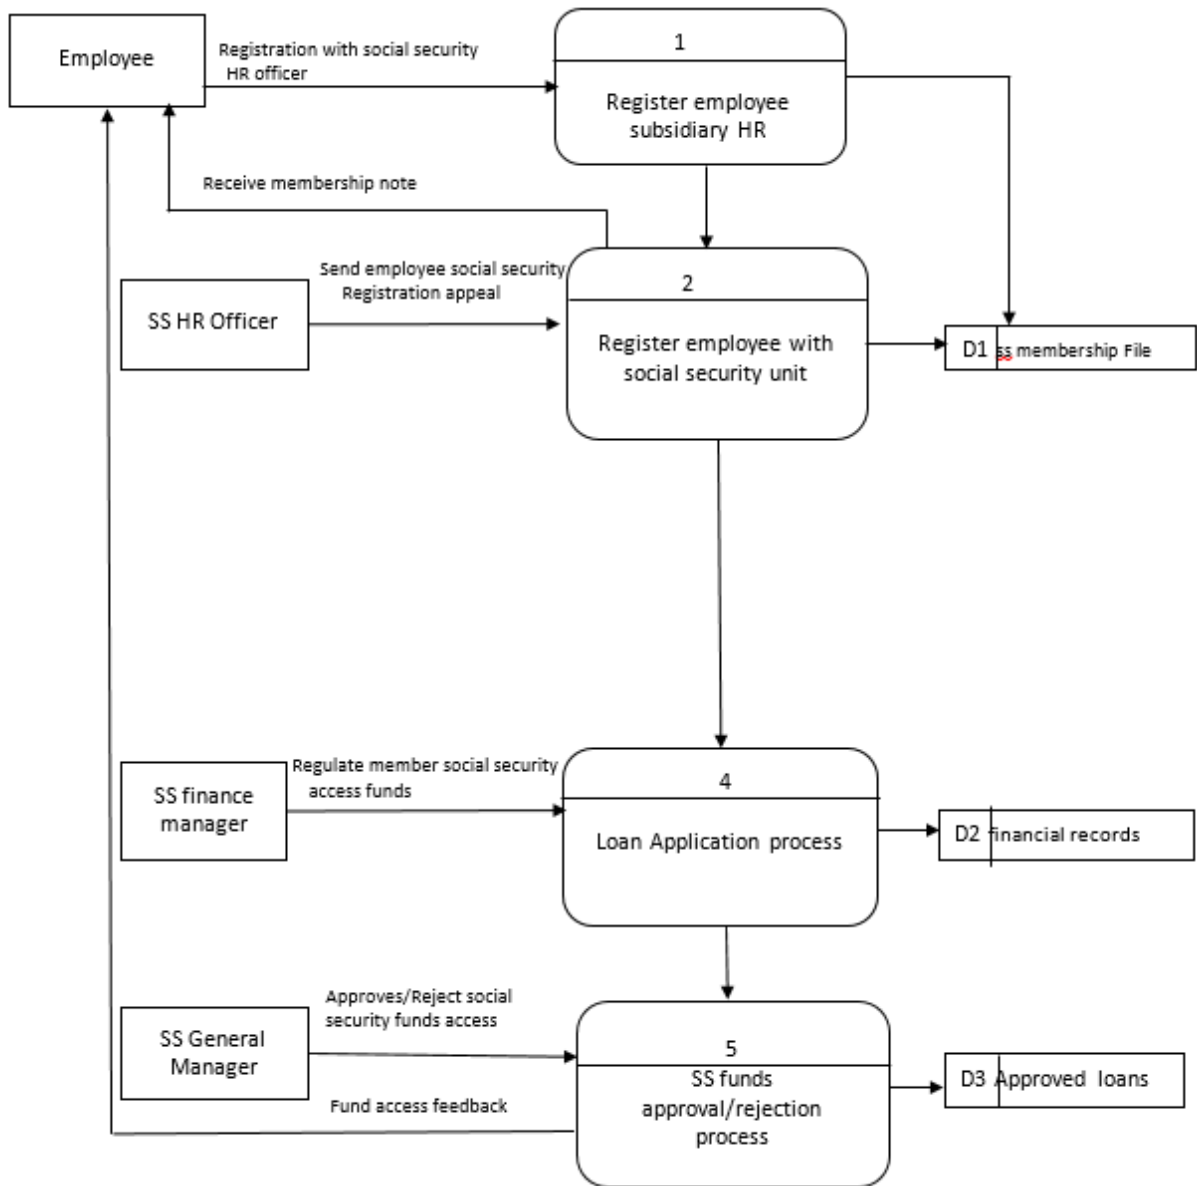 Employee
Registration with social security
HR officer
1
Register employee
subsidiary HR
Receive membership note
SS HR Officer
Send employee social security
Registration appeal
2
Register employee with
social security unit
D1 ss membership File
SS finance
manager
Regulate member social security
access funds
4
Loan Application process
D2 financial records
SS General
Manager
Approves/Reject social
security funds access
5
SS funds
approval/rejection
process
D3 Approved loans
Fund access feedback